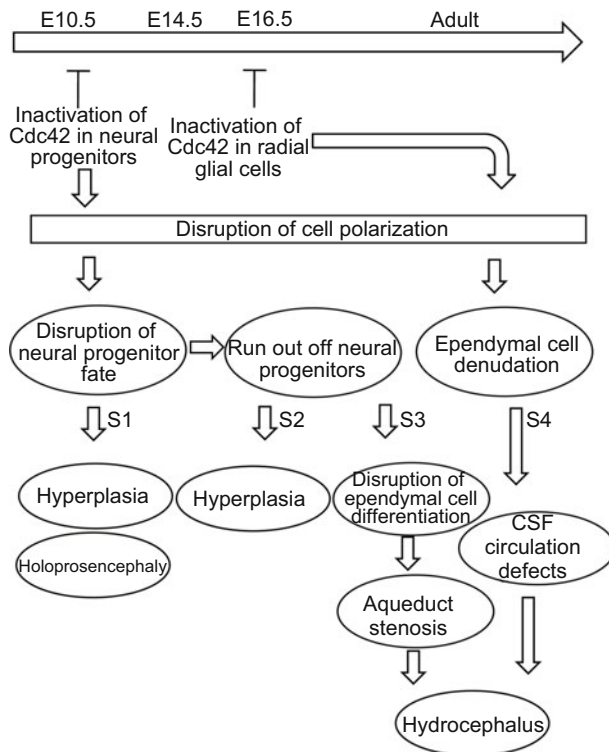 E10.5 E14.5 E16.5 Adult
Inactivation of
Cdc42 in neural
progenitors
Inactivation of
Cdc42 in radial
glial cells
Disruption of cell polarization
Disruption of
neural progenitor
fate
Run out off neural
progenitors
Ependymal cell
denudation
S1
S2
S3
S4
Hyperplasia
Holoprosencephaly
Hyperplasia
Disruption of
ependymal cell
differentiation
CSF
circulation
defects
Aqueduct
stenosis
Hydrocephalus